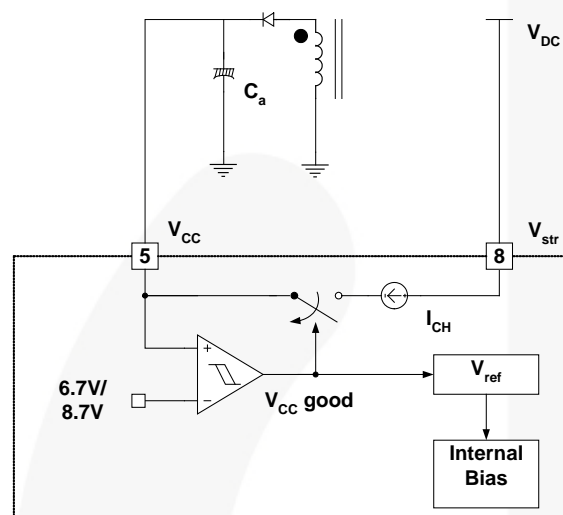 V_DC
C_a
V_CC
V_str
5
8
I_CH
+
6.7V/
8.7V
−
V_CC good
V_ref
Internal
Bias